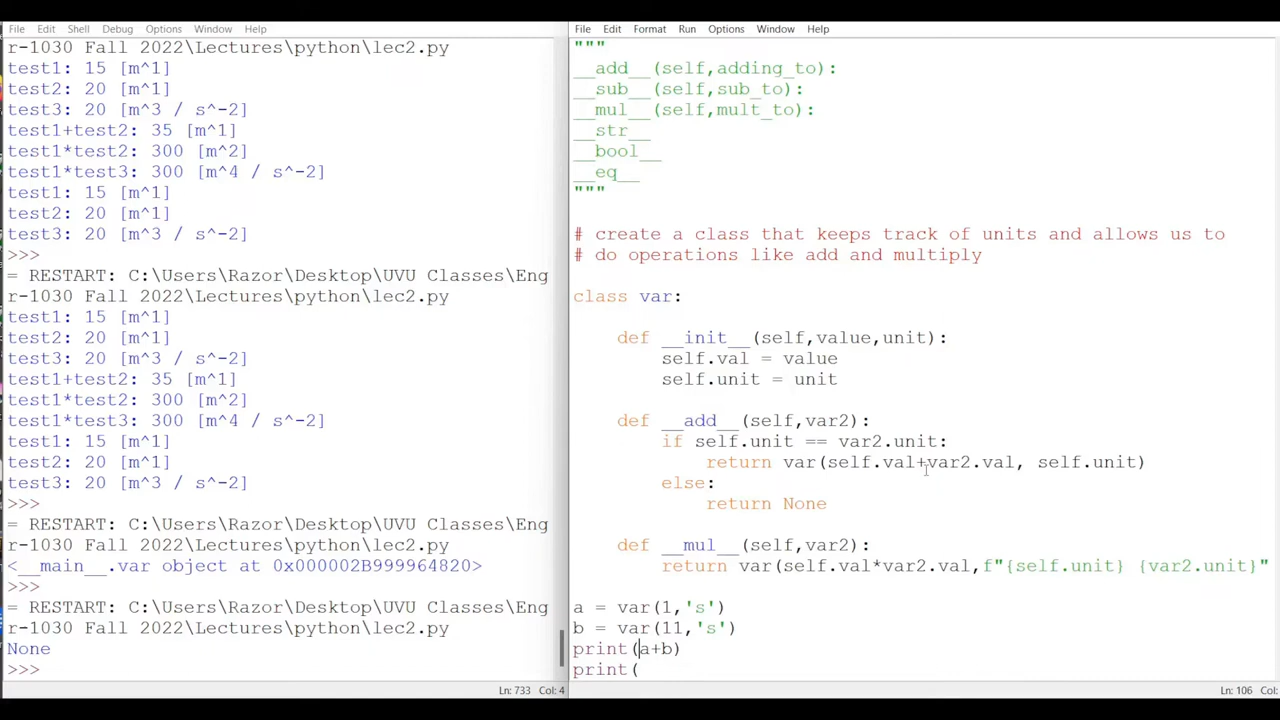 File Edit Shell Debug Options Window Help
r-1030 Fall 2022\Lectures\python\lec2.py
test1: 15 [m^1]
test2: 20 [m^1]
test3: 20 [m^3 / s^-2]
test1+test2: 35 [m^1]
test1*test2: 300 [m^2]
test1*test3: 300 [m^4 / s^-2]
test1: 15 [m^1]
test2: 20 [m^1]
test3: 20 [m^3 / s^-2]
>>>
= RESTART: C:\Users\Razor\Desktop\UVU Classes\Eng
r-1030 Fall 2022\Lectures\python\lec2.py
test1: 15 [m^1]
test2: 20 [m^1]
test3: 20 [m^3 / s^-2]
test1+test2: 35 [m^1]
test1*test2: 300 [m^2]
test1*test3: 300 [m^4 / s^-2]
test1: 15 [m^1]
test2: 20 [m^1]
test3: 20 [m^3 / s^-2]
>>>
= RESTART: C:\Users\Razor\Desktop\UVU Classes\Eng
r-1030 Fall 2022\Lectures\python\lec2.py
<__main__.var object at 0x000002B999964820>
>>>
= RESTART: C:\Users\Razor\Desktop\UVU Classes\Eng
r-1030 Fall 2022\Lectures\python\lec2.py
None
>>>
Ln: 733 Col: 4
File Edit Format Run Options Window Help
"""
__add__(self,adding_to):
__sub__(self,sub_to):
__mul__(self,mult_to):
__str__
__bool__
__eq__
"""
# create a class that keeps track of units and allows us to
# do operations like add and multiply
class var:
def __init__(self,value,unit):
self.val = value
self.unit = unit
def __add__(self,var2):
if self.unit == var2.unit:
return var(self.val+var2.val, self.unit)
else:
return None
def __mul__(self,var2):
return var(self.val*var2.val,f"{self.unit} {var2.unit}"
a = var(1,'s')
b = var(11,'s')
print(a+b)
print(
Ln: 106 Col: